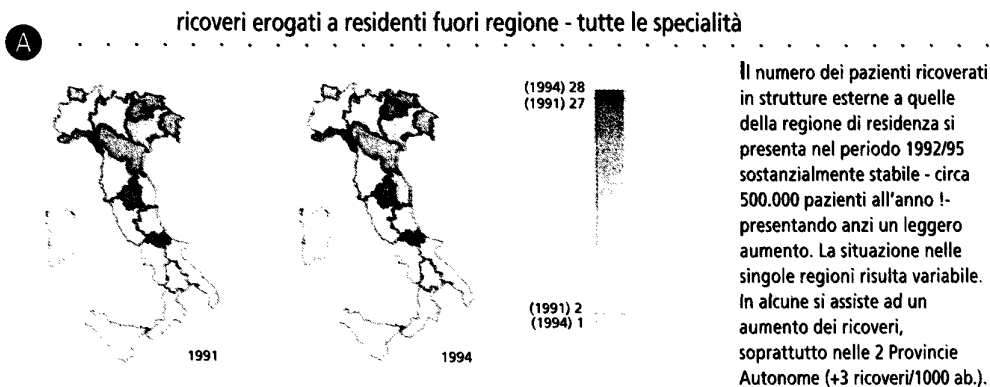 ricoveri erogati a residenti fuori regione - tutte le specialità
A
(1994) 28
(1991) 27
(1991) 2
(1994) 1
1991
1994
Il numero dei pazienti ricoverati
in strutture esterne a quelle
della regione di residenza si
presenta nel periodo 1992/95
sostanzialmente stabile - circa
500.000 pazienti all'anno !-
presentando anzi un leggero
aumento. La situazione nelle
singole regioni risulta variabile.
In alcune si assiste ad un
aumento dei ricoveri,
soprattutto nelle 2 Provincie
Autonome (+3 ricoveri/1000 ab.).